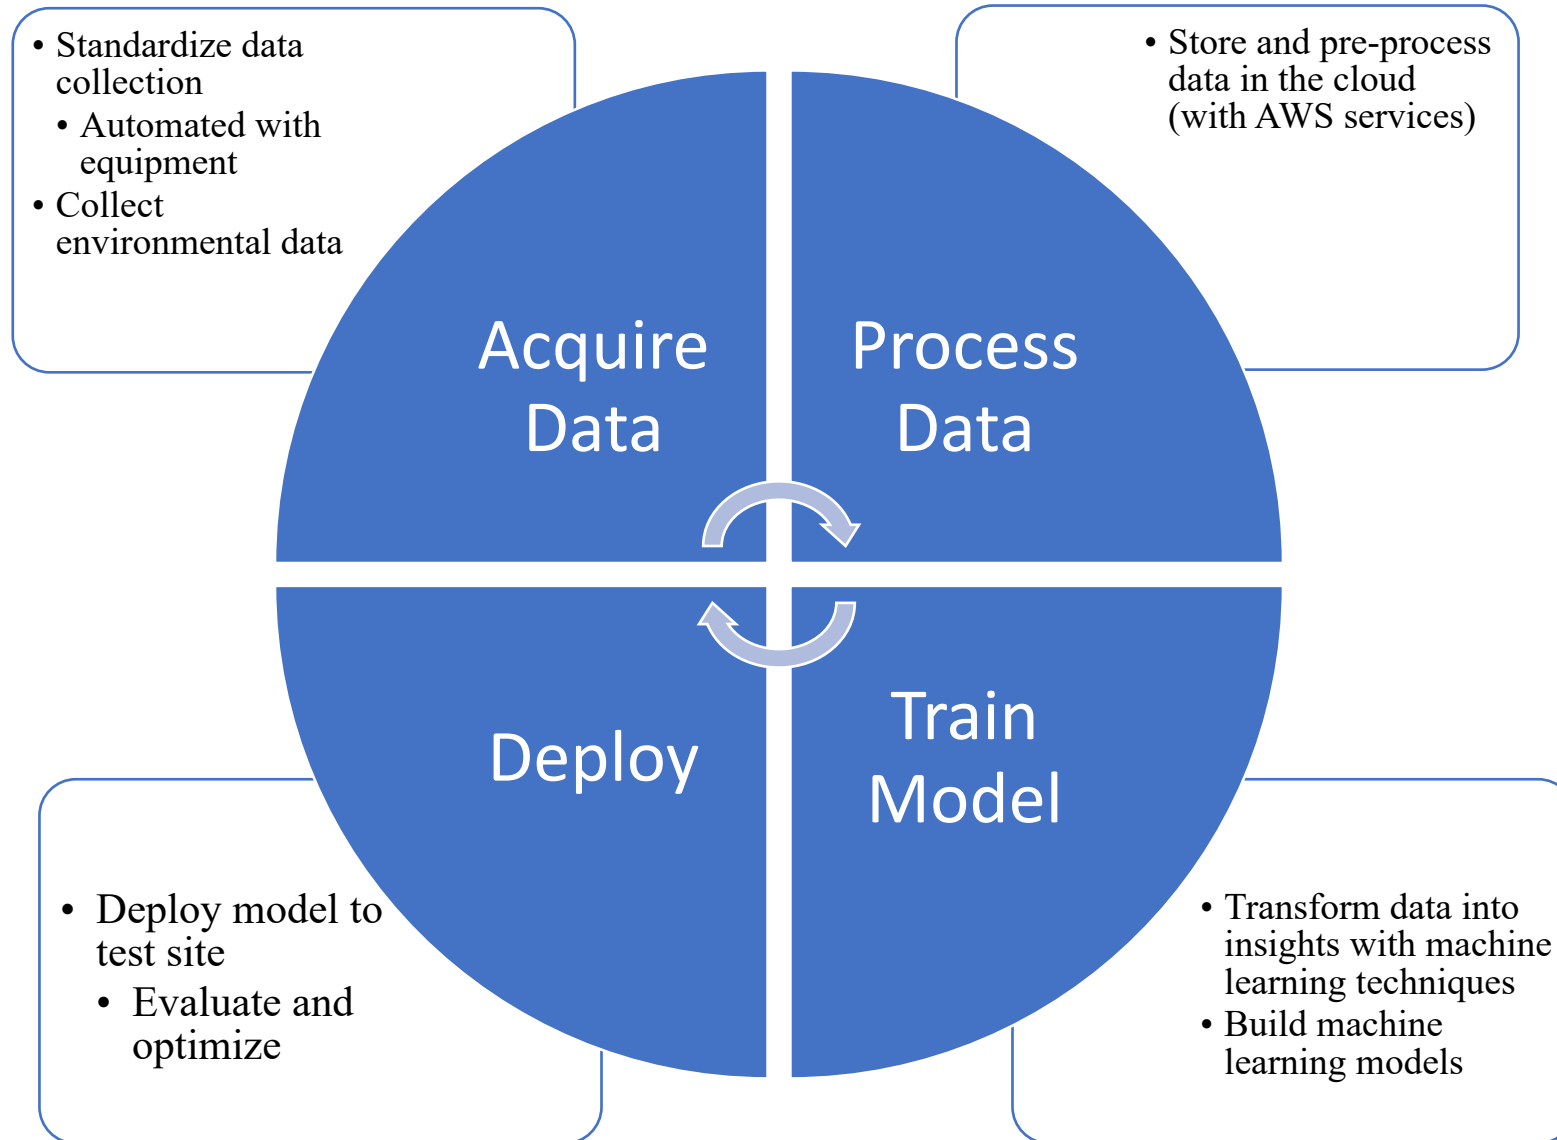 • Standardize data
collection
• Automated with
equipment
• Collect
environmental data
• Store and pre-process
data in the cloud
(with AWS services)
Acquire
Data
Process
Data
Deploy
Train
Model
• Deploy model to
test site
• Evaluate and
optimize
• Transform data into
insights with machine
learning techniques
• Build machine
learning models